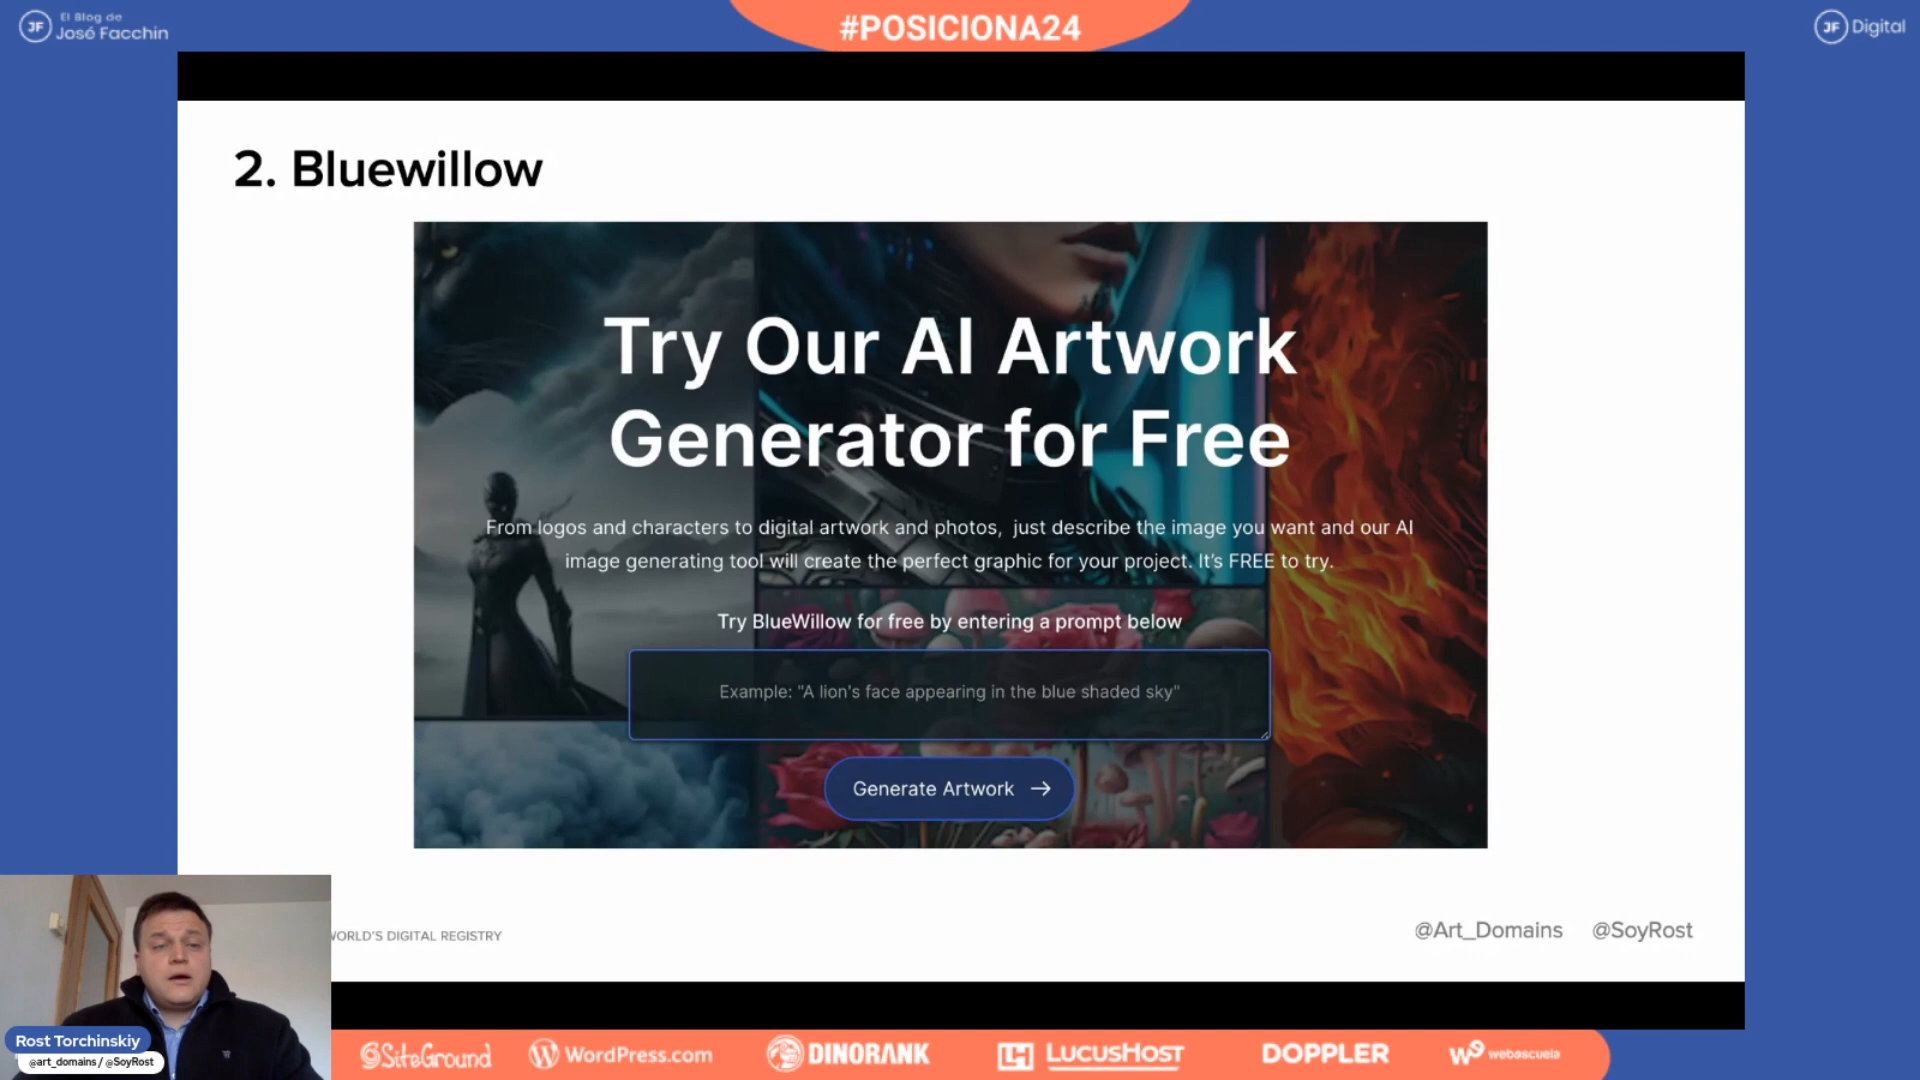 El Blog de
José Facchin
JF
#POSICIONA24
JF Digital
2. Bluewillow
Try Our AI Artwork
Generator for Free
From logos and characters to digital artwork and photos, just describe the image you want and our AI
image generating tool will create the perfect graphic for your project. It's FREE to try.
Try BlueWillow for free by entering a prompt below
Example: "A lion's face appearing in the blue shaded sky"
Generate Artwork
WORLD'S DIGITAL REGISTRY
@Art_Domains @SoyRost
Rost Torchinskiy
@art_domains / @SoyRost
SiteGround
WordPress.com
DINORANK
LH LUCUSHOST
DOPPLER
webescuela